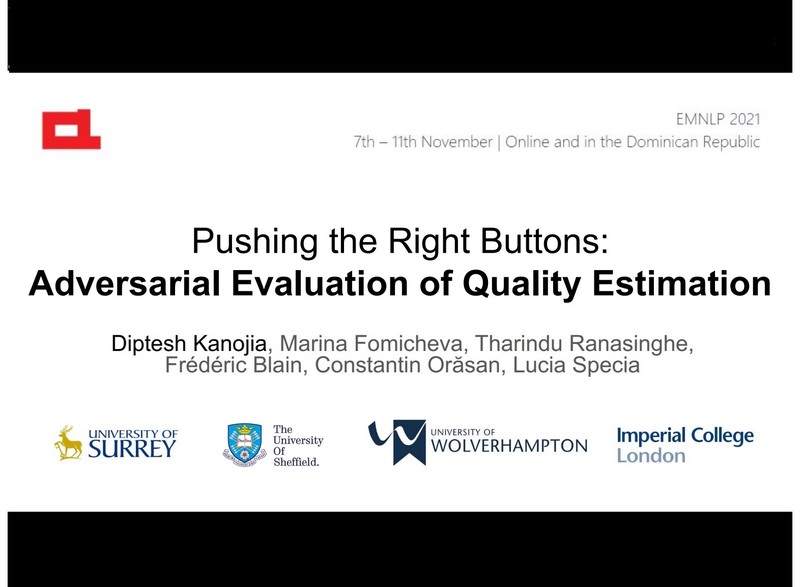 EMNLP 2021
7th – 11th November | Online and in the Dominican Republic
Pushing the Right Buttons:
Adversarial Evaluation of Quality Estimation
Diptesh Kanojia, Marina Fomicheva, Tharindu Ranasinghe,
Frédéric Blain, Constantin Orăsan, Lucia Specia
UNIVERSITY OF
SURREY
The
University
Of
Sheffield.
UNIVERSITY OF
WOLVERHAMPTON
Imperial College
London